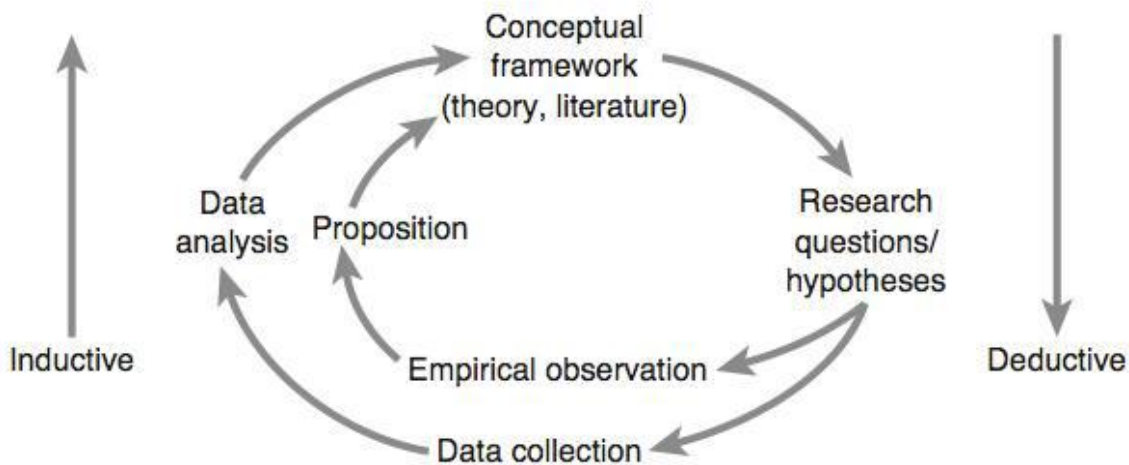 Conceptual
framework
(theory, literature)
Data
analysis
Proposition
Research
questions/
hypotheses
Inductive
Empirical observation
Deductive
Data collection